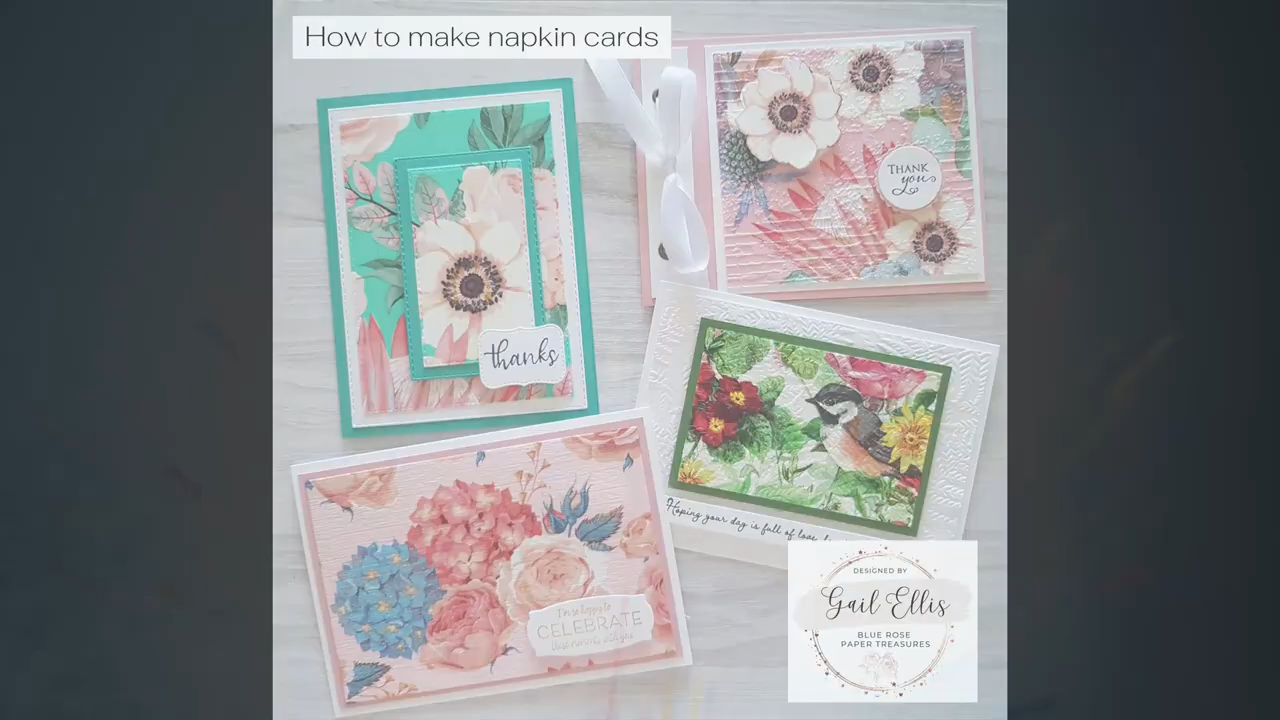 How to make napkin cards
THANK
you
thanks
Hoping your day is full of love,
I'm so happy to
CELEBRATE
DESIGNED BY
Gail Ellis
BLUE ROSE
PAPER TREASURES